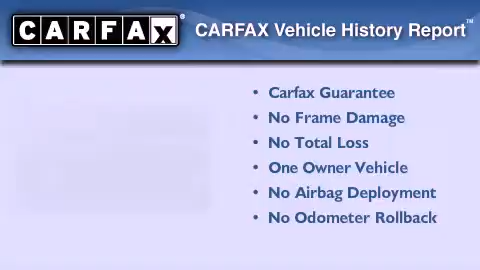 CARFAX® CARFAX Vehicle History Report™
• Carfax Guarantee
• No Frame Damage
• No Total Loss
• One Owner Vehicle
• No Airbag Deployment
• No Odometer Rollback